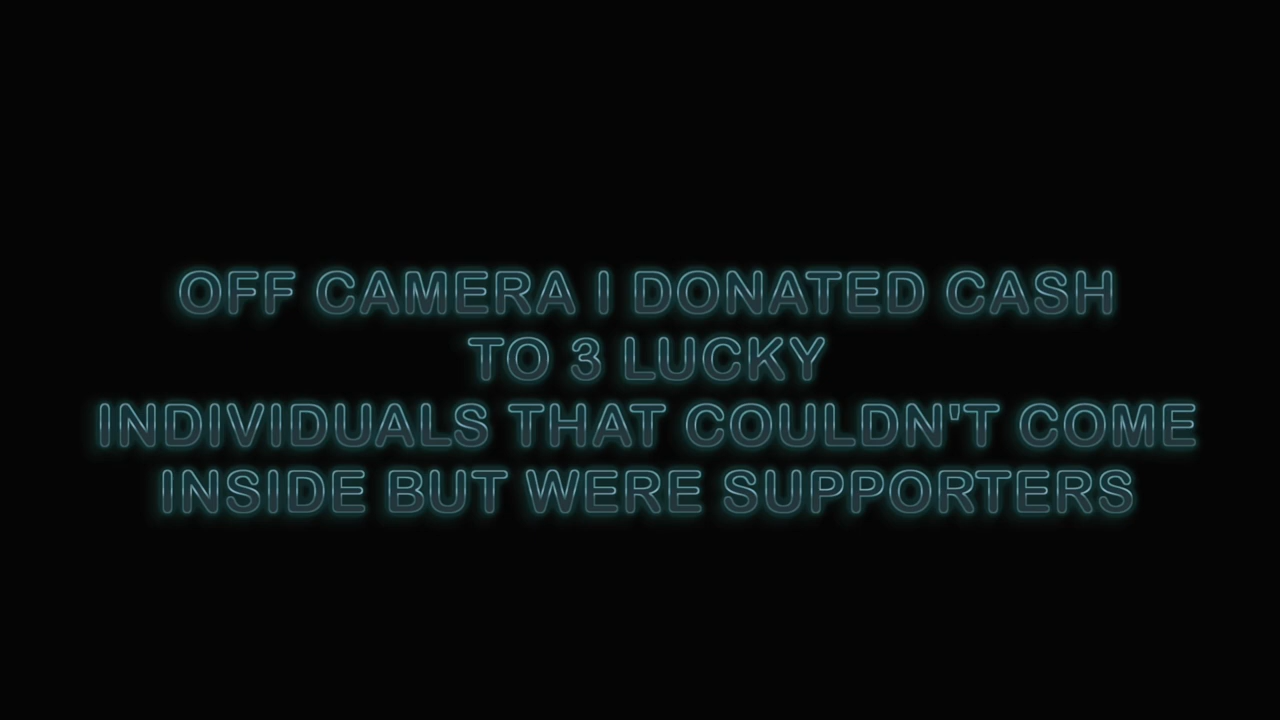 OFF CAMERA I DONATED CASH
TO 3 LUCKY
INDIVIDUALS THAT COULDN'T COME
INSIDE BUT WERE SUPPORTERS